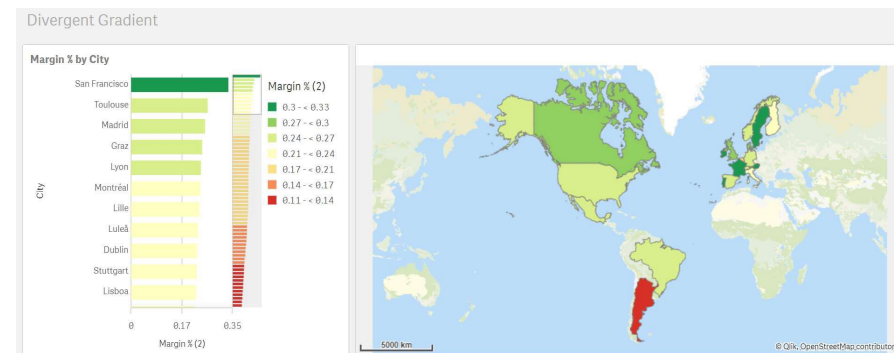 Divergent Gradient
Margin % by City
San Francisco
Toulouse
Madrid
Graz
Lyon
Montréal
Lille
Luleå
Dublin
Stuttgart
Lisboa
City
0 0.17 0.35
Margin % (2)
Margin % (2)
0.3 - < 0.33
0.27 - < 0.3
0.24 - < 0.27
0.21 - < 0.24
0.17 - < 0.21
0.14 - < 0.17
0.11 - < 0.14
5000 km
© Qlik, OpenStreetMap contributor